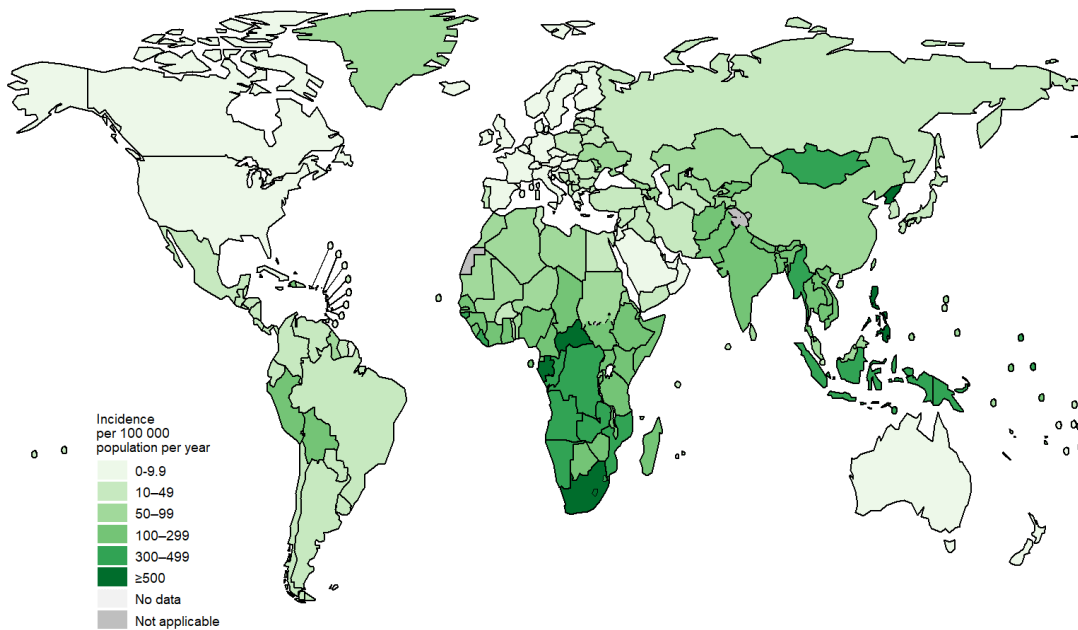 Incidence
per 100 000
population per year
0-9.9
10–49
50–99
100–299
300–499
≥500
No data
Not applicable